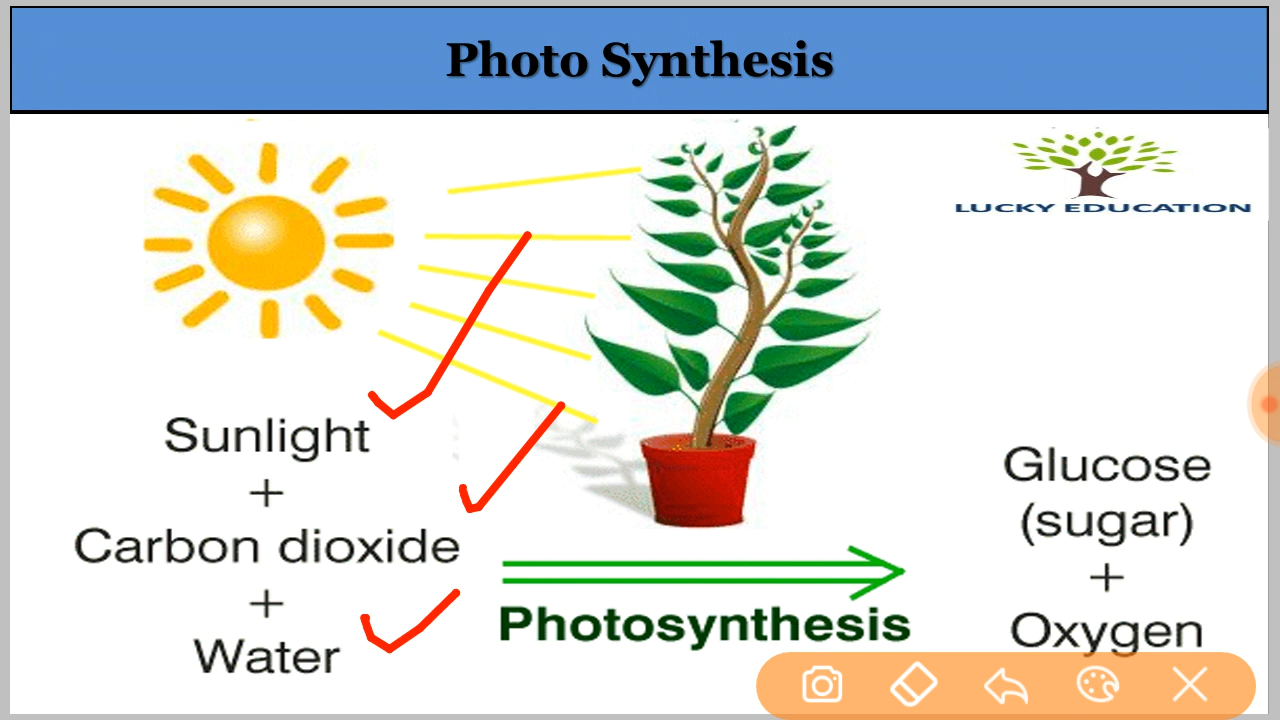 Photo Synthesis
LUCKY EDUCATION
Sunlight
+
Carbon dioxide
+
Water
Photosynthesis
Glucose
(sugar)
+
Oxygen